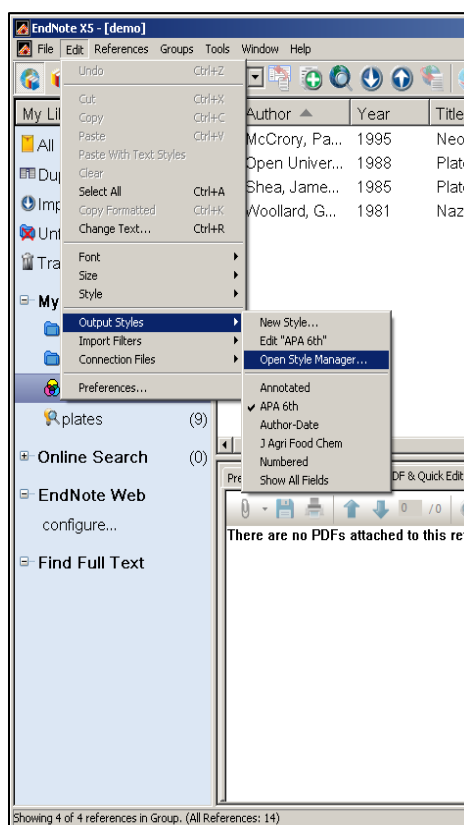 EndNote X5 - [demo]
File Edit References Groups Tools Window Help
Undo Ctrl+Z
Cut Ctrl+X
Copy Ctrl+C
Paste Ctrl+V
Paste With Text Styles
Clear
Select All Ctrl+A
Copy Formatted Ctrl+K
Change Text... Ctrl+R
Font
Size
Style
Output Styles
Import Filters
Connection Files
Preferences...
New Style...
Edit "APA 6th"
Open Style Manager...
Annotated
APA 6th
Author-Date
J Agri Food Chem
Numbered
Show All Fields
My Li
All
Dup
Imp
Unf
Tra
My
plates (9)
Online Search (0)
EndNote Web
configure...
Find Full Text
Author Year Title
McCrory, Pa... 1995 Neo
Open Univer... 1988 Plate
Shea, Jame... 1985 Plate
Woollard, G... 1981 Naz
Pre
DF & Quick Edit
0 / 0
There are no PDFs attached to this re
Showing 4 of 4 references in Group. (All References: 14)